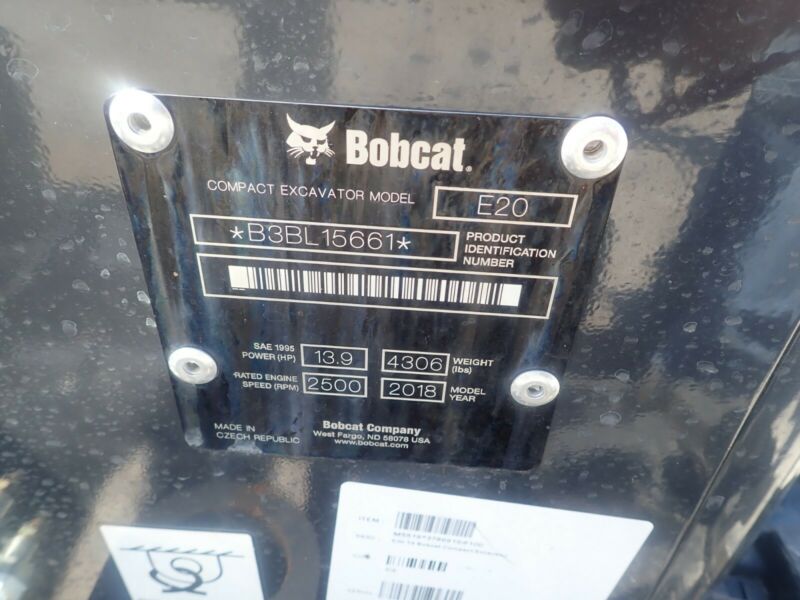 Bobcat®
COMPACT EXCAVATOR MODEL E20
*B3BL15661* PRODUCT IDENTIFICATION NUMBER
SAE 1995 POWER (HP) 13.9 4306 WEIGHT (lbs)
RATED ENGINE SPEED (RPM) 2500 2018 MODEL YEAR
MADE IN CZECH REPUBLIC
Bobcat Company
West Fargo, ND 58078 USA
www.bobcat.com
ITEM